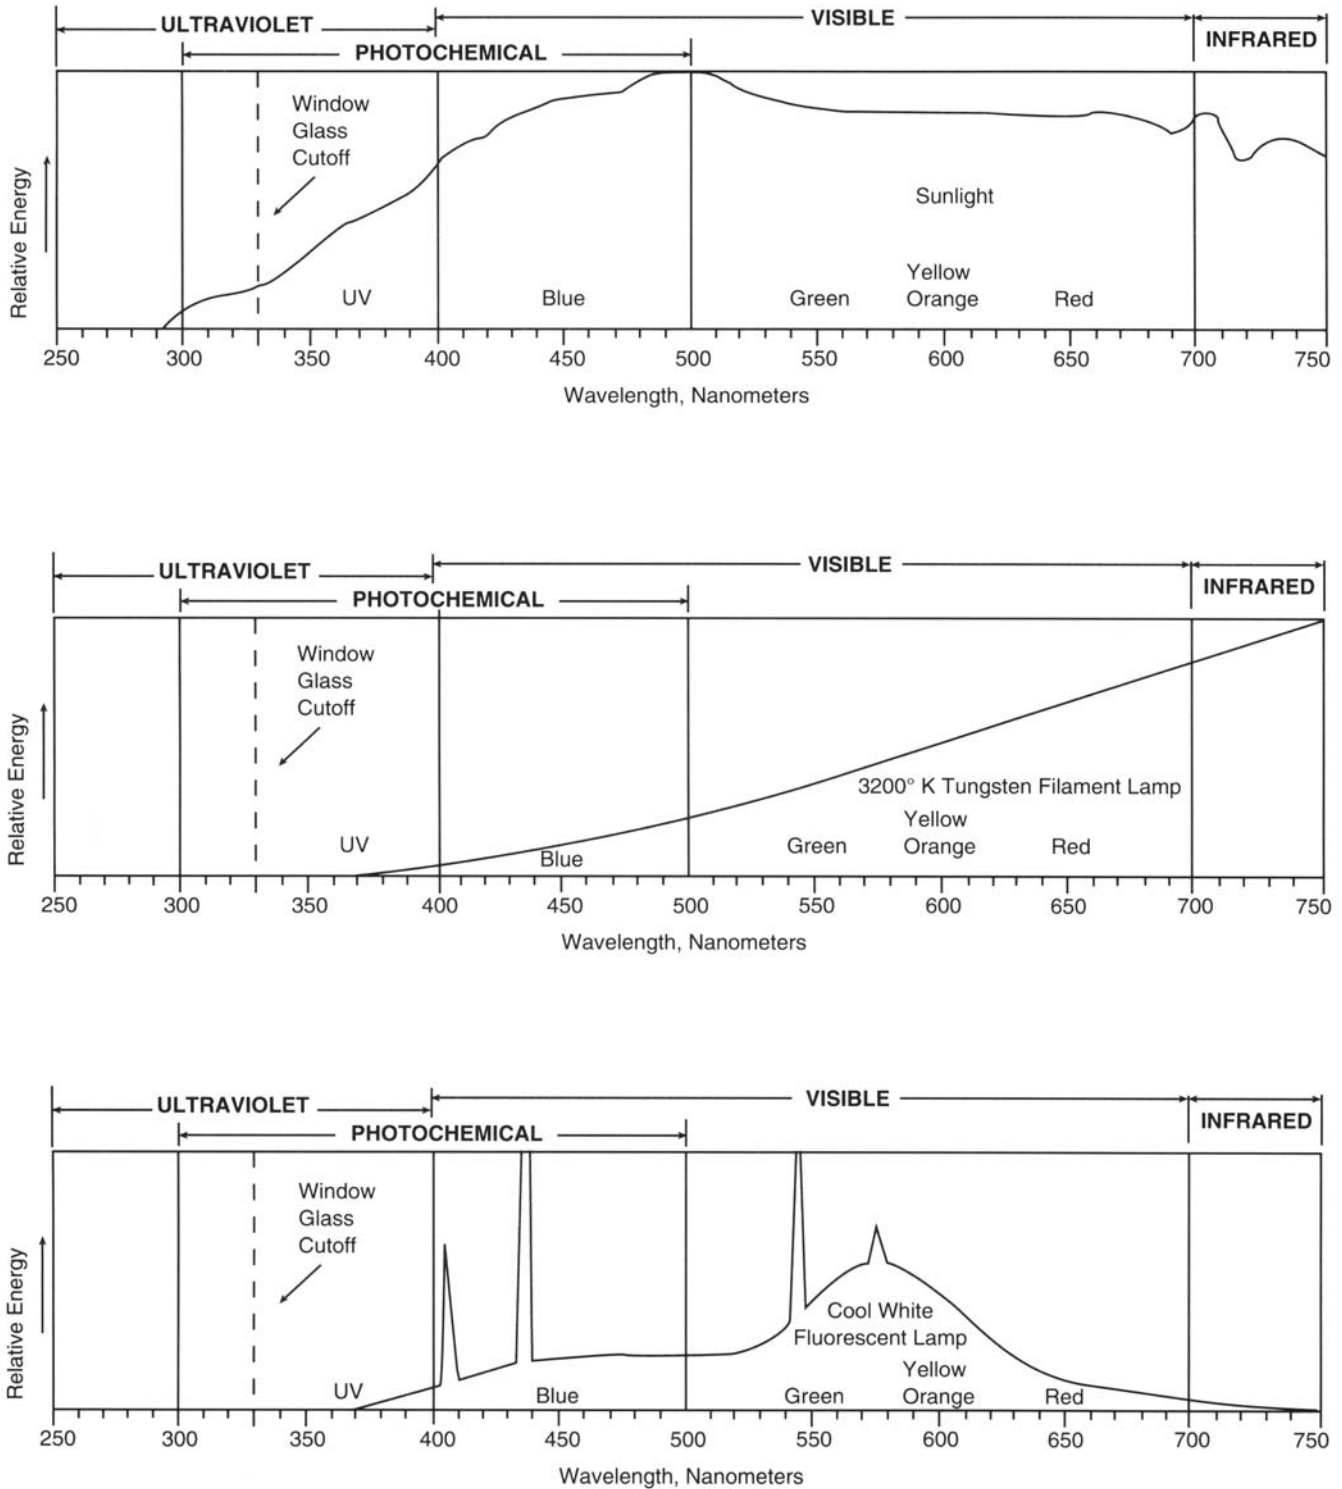 ULTRAVIOLET
VISIBLE
INFRARED
PHOTOCHEMICAL
Window
Glass
Cutoff
Relative Energy
Sunlight
Yellow
UV
Blue
Green
Orange
Red
250 300 350 400 450 500 550 600 650 700 750
Wavelength, Nanometers
ULTRAVIOLET
VISIBLE
INFRARED
PHOTOCHEMICAL
Window
Glass
Cutoff
Relative Energy
3200° K Tungsten Filament Lamp
Yellow
UV
Blue
Green
Orange
Red
250 300 350 400 450 500 550 600 650 700 750
Wavelength, Nanometers
ULTRAVIOLET
VISIBLE
INFRARED
PHOTOCHEMICAL
Window
Glass
Cutoff
Relative Energy
Cool White
Fluorescent Lamp
Yellow
UV
Blue
Green
Orange
Red
250 300 350 400 450 500 550 600 650 700 750
Wavelength, Nanometers